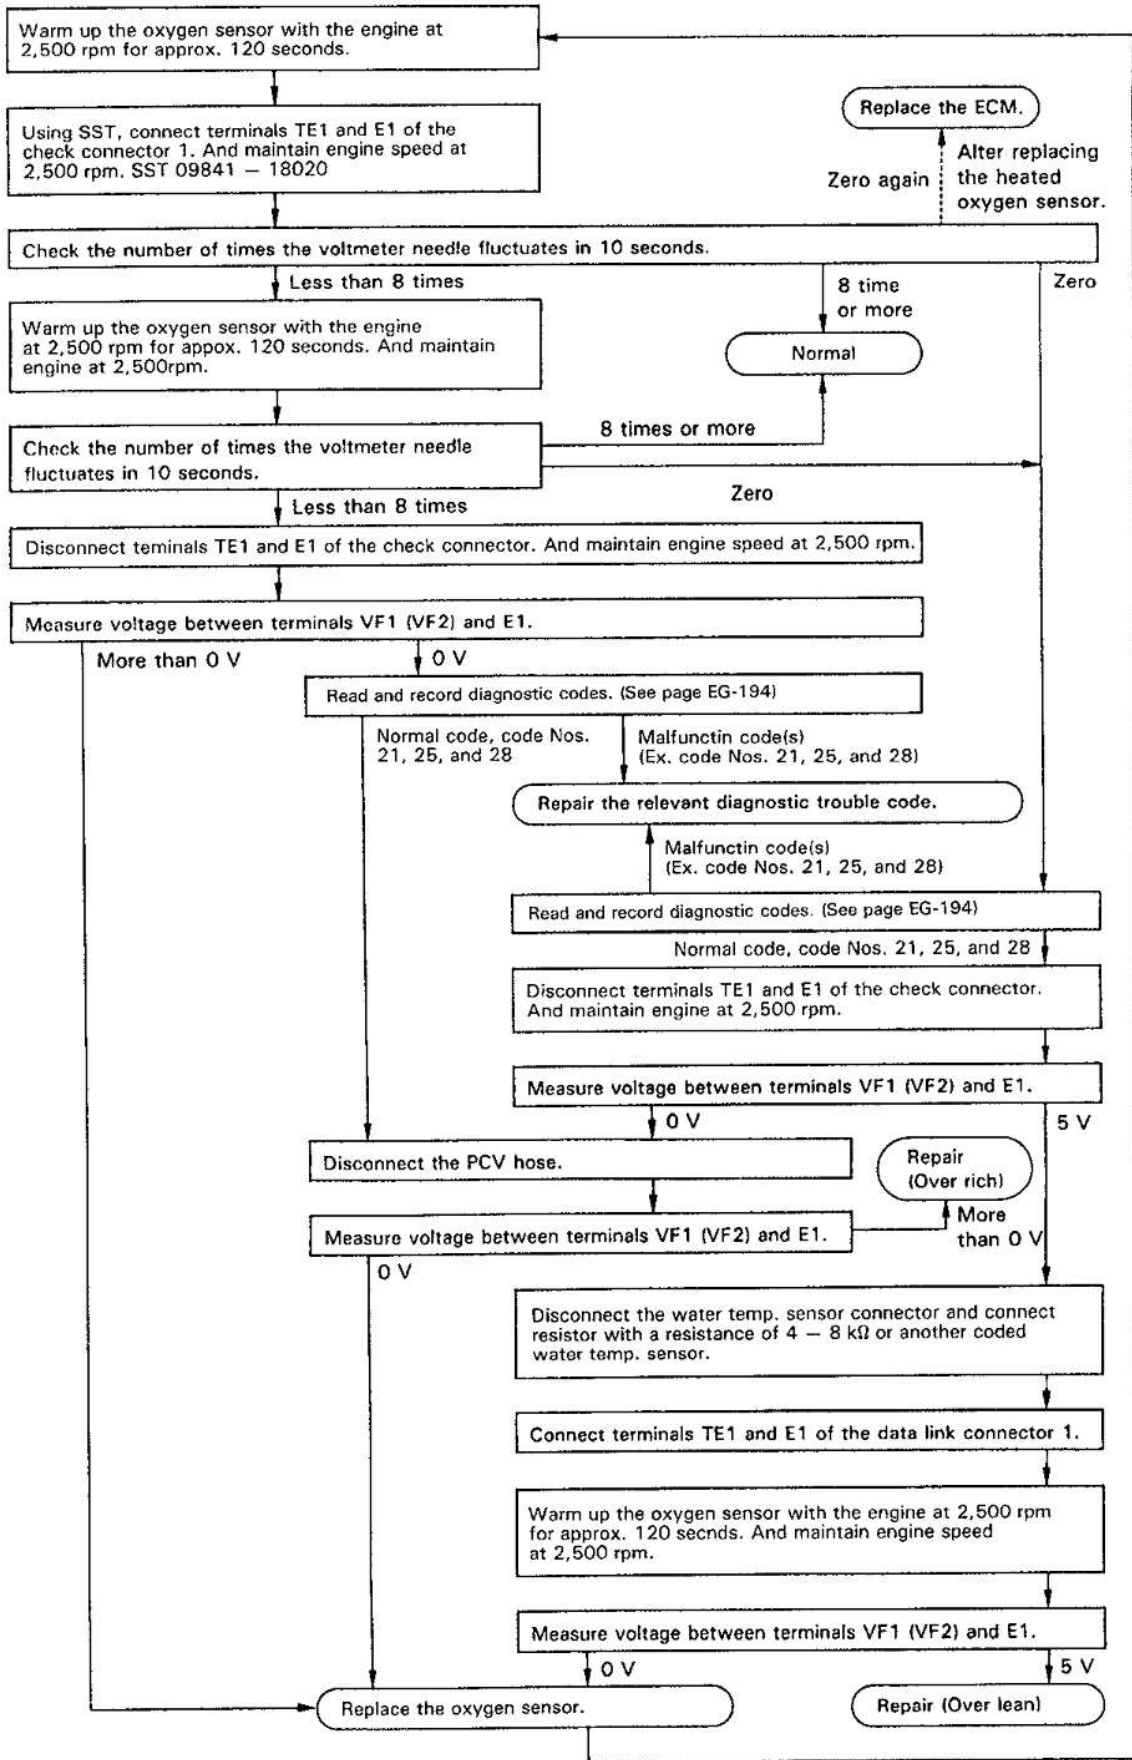 Warm up the oxygen sensor with the engine at
2,500 rpm for approx. 120 seconds.
Using SST, connect terminals TE1 and E1 of the
check connector 1. And maintain engine speed at
2,500 rpm. SST 09841 – 18020
Replace the ECM.
Zero again
Alter replacing
the heated
oxygen sensor.
Check the number of times the voltmeter needle fluctuates in 10 seconds.
Less than 8 times
8 time
or more
Zero
Warm up the oxygen sensor with the engine
at 2,500 rpm for appox. 120 seconds. And maintain
engine at 2,500rpm.
Normal
Check the number of times the voltmeter needle
fluctuates in 10 seconds.
8 times or more
Zero
Less than 8 times
Disconnect teminals TE1 and E1 of the check connector. And maintain engine speed at 2,500 rpm.
Measure voltage between terminals VF1 (VF2) and E1.
More than 0 V
0 V
Read and record diagnostic codes. (See page EG-194)
Normal code, code Nos.
21, 25, and 28
Malfunctin code(s)
(Ex. code Nos. 21, 25, and 28)
Repair the relevant diagnostic trouble code.
Malfunctin code(s)
(Ex. code Nos. 21, 25, and 28)
Read and record diagnostic codes. (See page EG-194)
Normal code, code Nos. 21, 25, and 28
Disconnect terminals TE1 and E1 of the check connector.
And maintain engine at 2,500 rpm.
Measure voltage between terminals VF1 (VF2) and E1.
0 V
5 V
Disconnect the PCV hose.
Repair
(Over rich)
Measure voltage between terminals VF1 (VF2) and E1.
More
than 0 V
0 V
Disconnect the water temp. sensor connector and connect
resistor with a resistance of 4 – 8 kΩ or another coded
water temp. sensor.
Connect terminals TE1 and E1 of the data link connector 1.
Warm up the oxygen sensor with the engine at 2,500 rpm
for approx. 120 secnds. And maintain engine speed
at 2,500 rpm.
Measure voltage between terminals VF1 (VF2) and E1.
0 V
5 V
Replace the oxygen sensor.
Repair (Over lean)